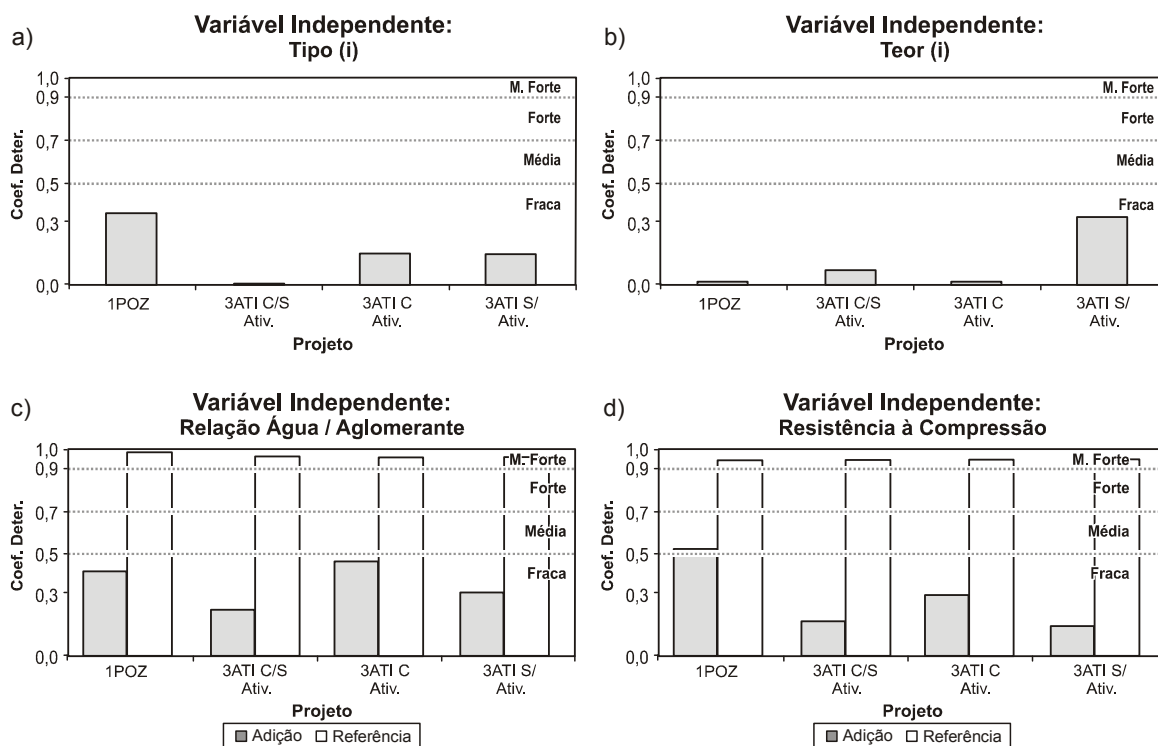 a)
Variável Independente:
Tipo (i)
Coef. Deter.
1,0
0,9
0,7
0,5
0,3
0,0
M. Forte
Forte
Média
Fraca
1POZ
3ATI C/S
Ativ.
3ATI C
Ativ.
3ATI S/
Ativ.
Projeto
b)
Variável Independente:
Teor (i)
Coef. Deter.
1,0
0,9
0,7
0,5
0,3
0,0
M. Forte
Forte
Média
Fraca
1POZ
3ATI C/S
Ativ.
3ATI C
Ativ.
3ATI S/
Ativ.
Projeto
c)
Variável Independente:
Relação Água / Aglomerante
Coef. Deter.
1,0
0,9
0,7
0,5
0,3
0,0
M. Forte
Forte
Média
Fraca
1POZ
3ATI C/S
Ativ.
3ATI C
Ativ.
3ATI S/
Ativ.
Projeto
Adição Referência
d)
Variável Independente:
Resistência à Compressão
Coef. Deter.
1,0
0,9
0,7
0,5
0,3
0,0
M. Forte
Forte
Média
Fraca
1POZ
3ATI C/S
Ativ.
3ATI C
Ativ.
3ATI S/
Ativ.
Projeto
Adição Referência